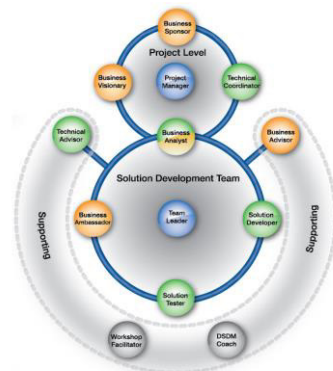 Business
Sponsor
Project Level
Business
Visionary
Project
Manager
Technical
Coordinator
Technical
Advisor
Business
Analyst
Business
Advisor
Solution Development Team
Supporting
Supporting
Business
Ambassador
Team
Leader
Solution
Developer
Solution
Tester
Workshop
Facilitator
DSDM
Coach